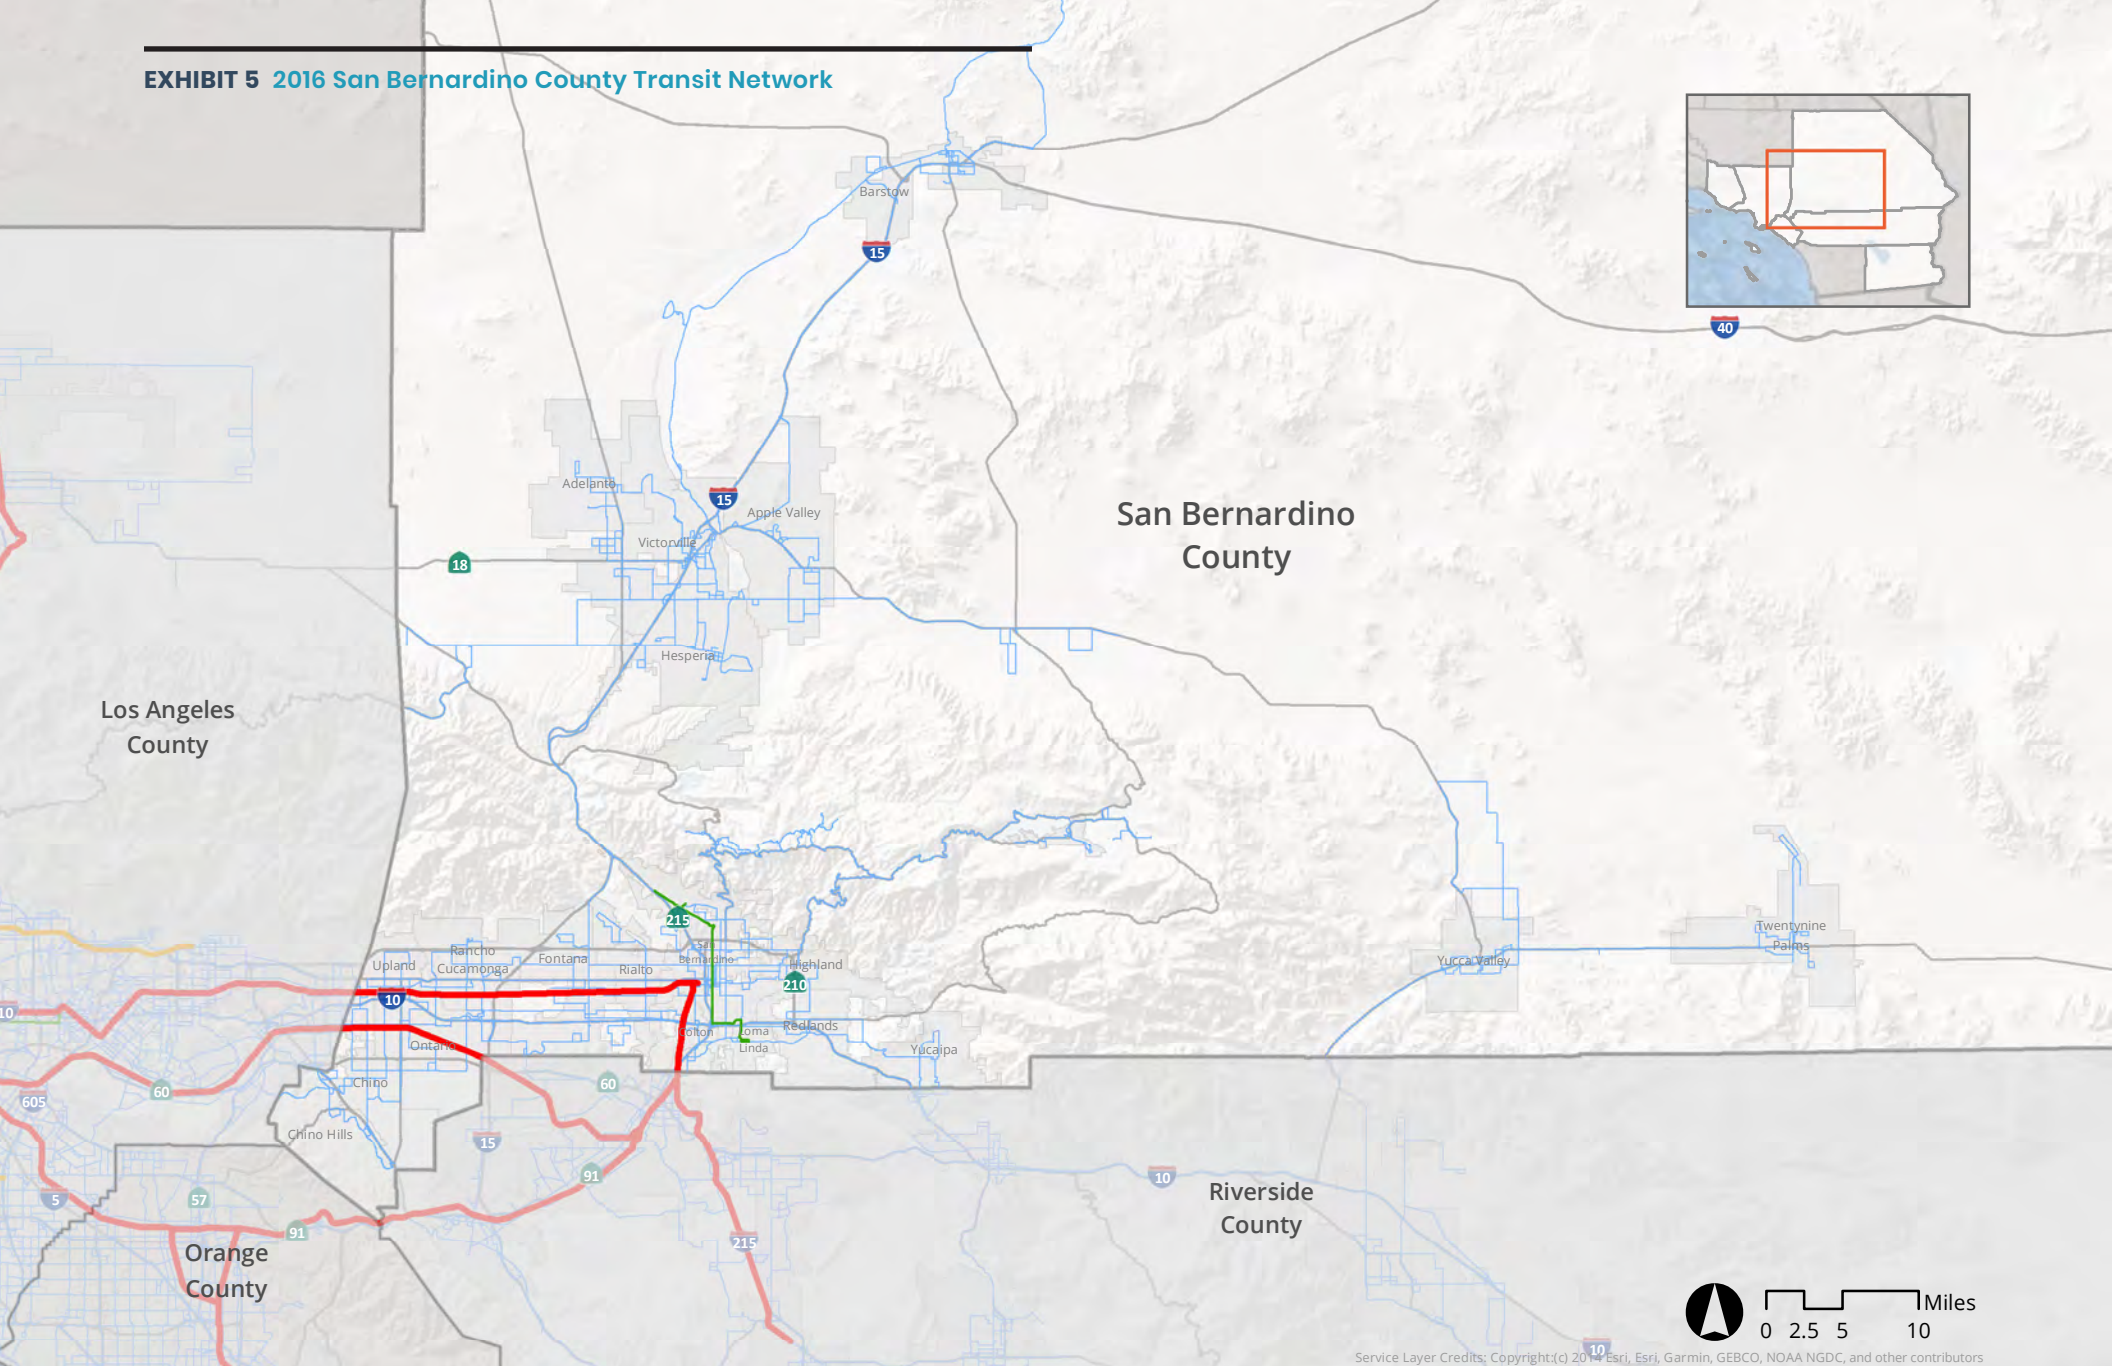 EXHIBIT 5 2016 San Bernardino County Transit Network
Barstow
15
40
Adelanto
15
Apple Valley
Victorville
San Bernardino
County
18
Hesperia
Los Angeles
County
215
Twentynine
Palms
San
Bernardino
Rancho
Cucamonga
Upland
Fontana
Rialto
Highland
Yucca Valley
210
10
10
Colton
Loma
Linda
Redlands
Ontario
Yucaipa
Chino
60
60
605
Chino Hills
15
91
10
5
57
91
Riverside
County
215
Orange
County
Miles
0 2.5 5 10
10
Service Layer Credits: Copyright:(c) 2014 Esri, Esri, Garmin, GEBCO, NOAA NGDC, and other contributors